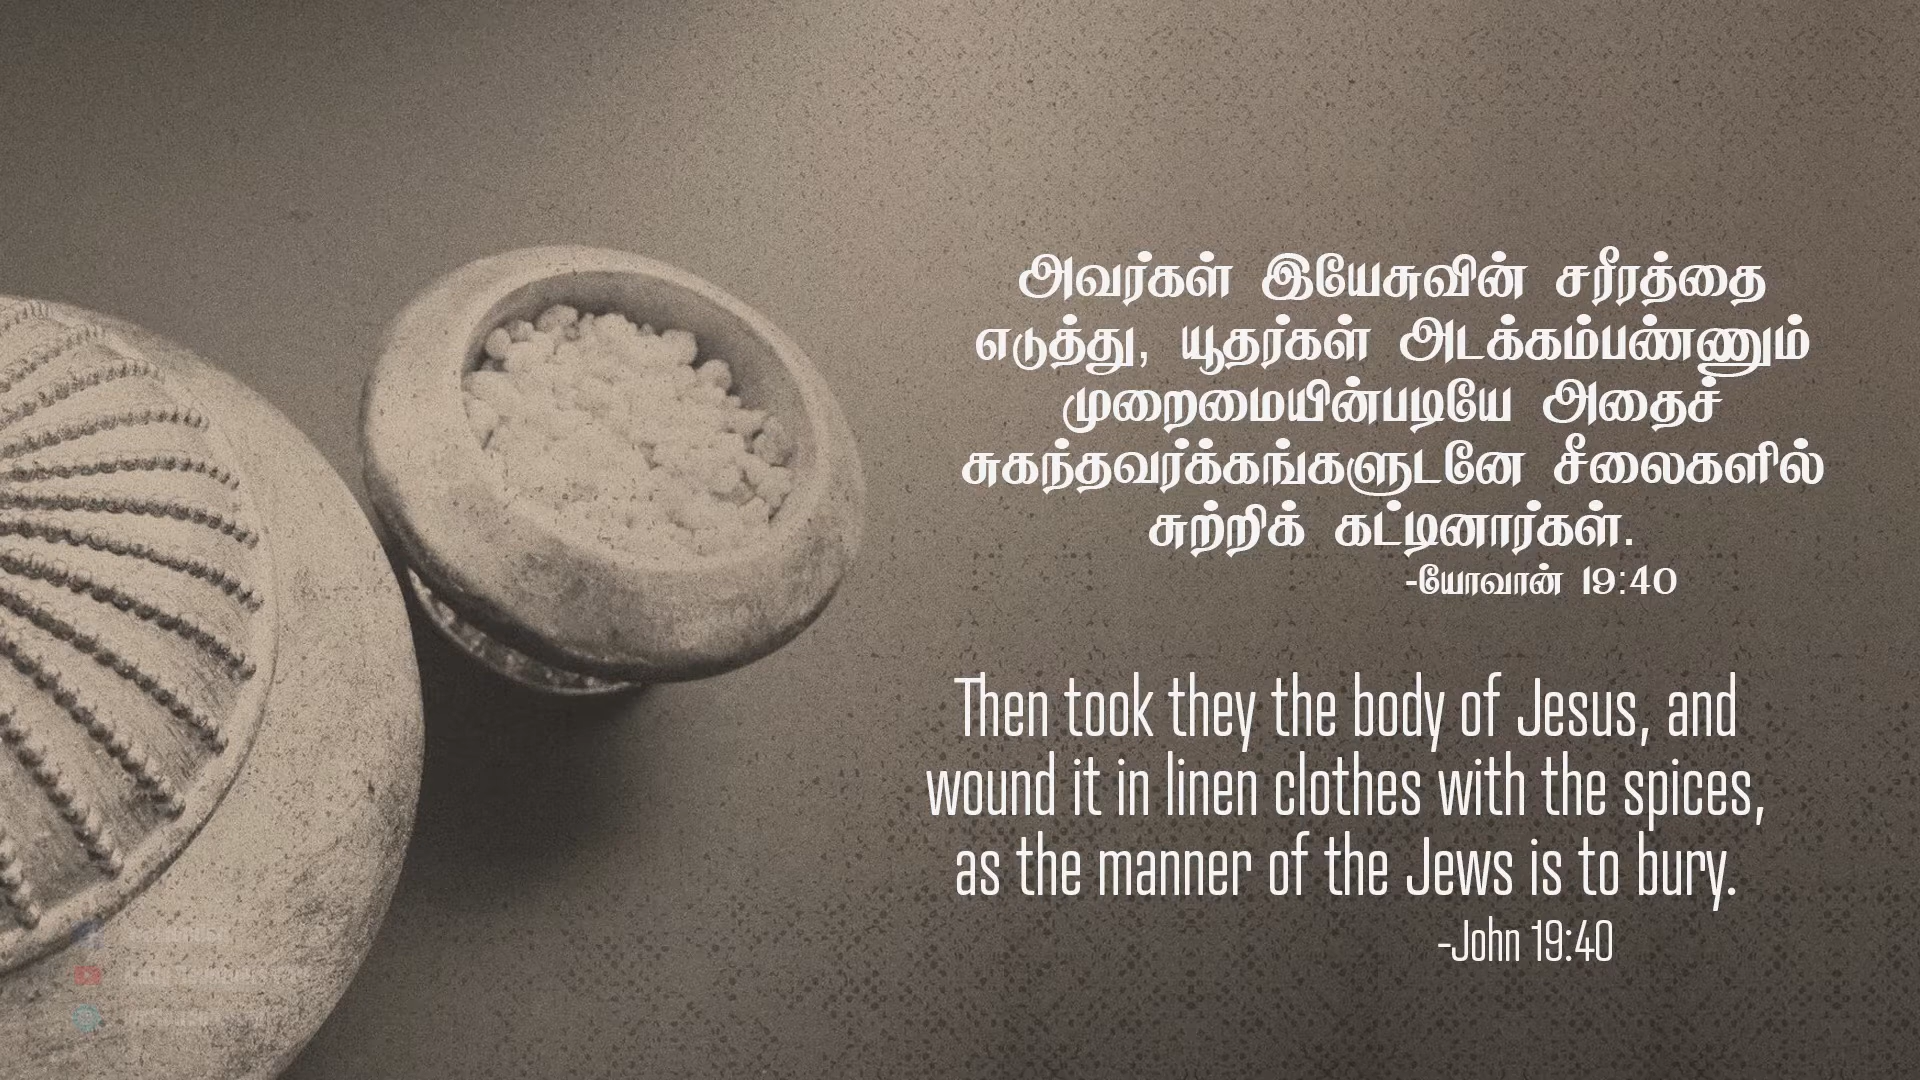 அவர்கள் இயேசுவின் சரீரத்தை
எடுத்து, யூதர்கள் அடக்கம்பண்ணும்
முறைமையின்படியே அதைச்
சுகந்தவர்க்கங்களுடனே சீலைகளில்
சுற்றிக் கட்டினார்கள்.
-யோவான் 19:40
Then took they the body of Jesus, and
wound it in linen clothes with the spices,
as the manner of the Jews is to bury.
-John 19:40